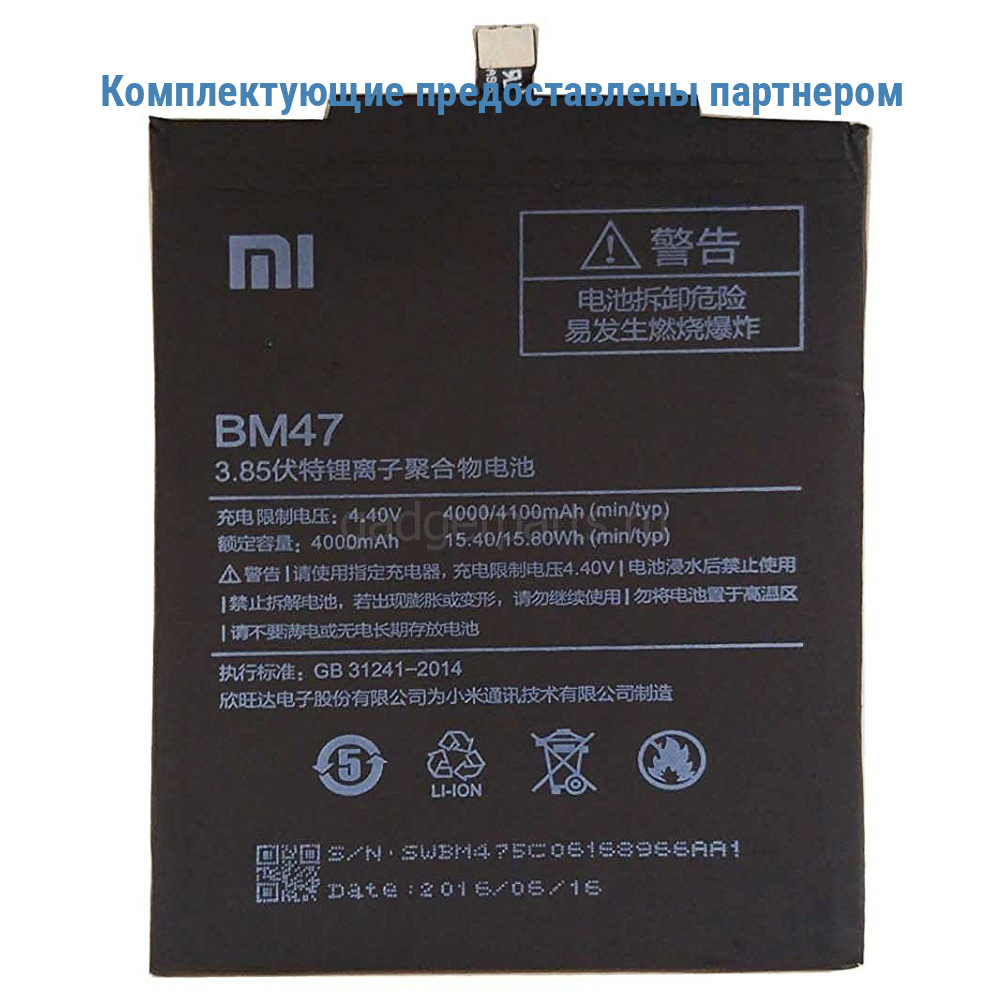 Комплектующие предоставлены партнером
mi
警告
电池拆卸危险
易发生燃烧爆炸
BM47
3.85伏特锂离子聚合物电池
充电限制电压：4.40V 4000/4100mAh (min/typ)
额定容量：4000mAh 15.40/15.80Wh (min/typ)
gadgetparts.ru
警告|请使用指定充电器，充电限制电压4.40V|电池浸水后禁止使用
|禁止拆解电池，若出现膨胀或变形，请勿继续使用|勿将电池置于高温区
|请不要满电或无电长期存放电池
执行标准：GB 31241-2014
欣旺达电子股份有限公司为小米通讯技术有限公司制造
5
LI-ION
S/N:SWBM475C06168966AA1
Date:2016/06/16